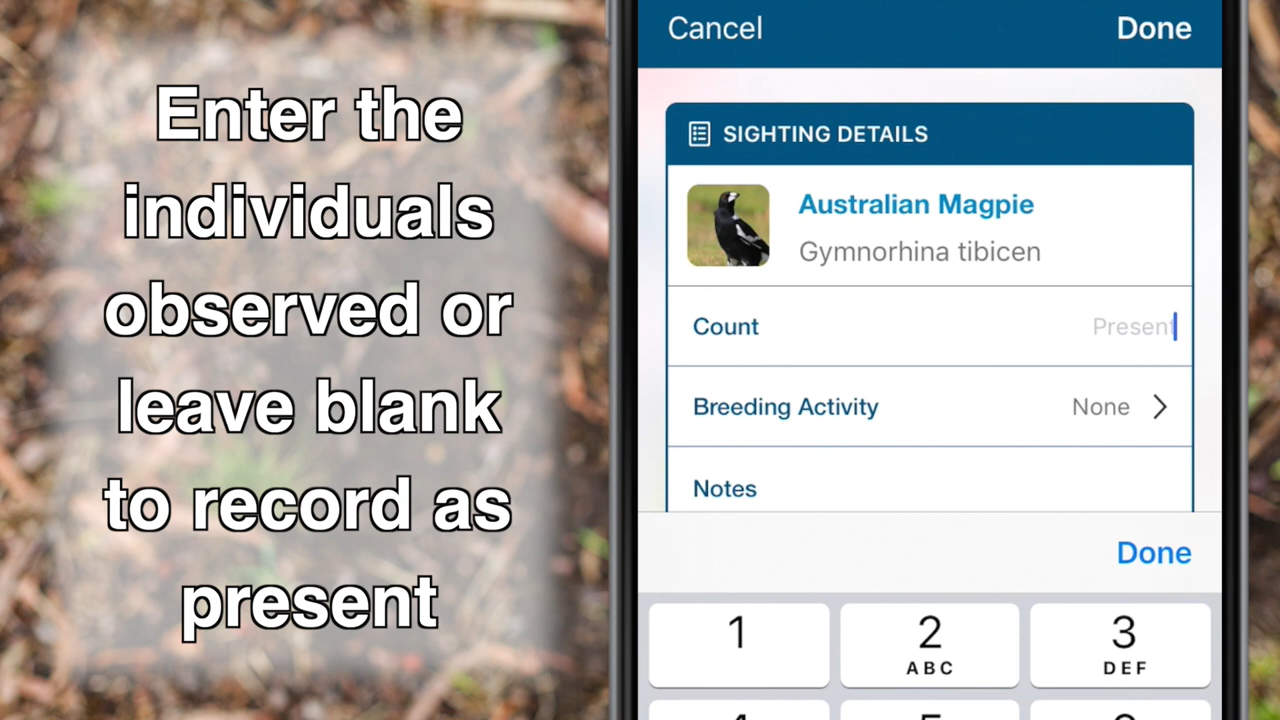 Enter the
individuals
observed or
leave blank
to record as
present
Cancel
Done
SIGHTING DETAILS
Australian Magpie
Gymnorhina tibicen
Count
Present
Breeding Activity
None
Notes
Done
1
2
3
ABC
DEF